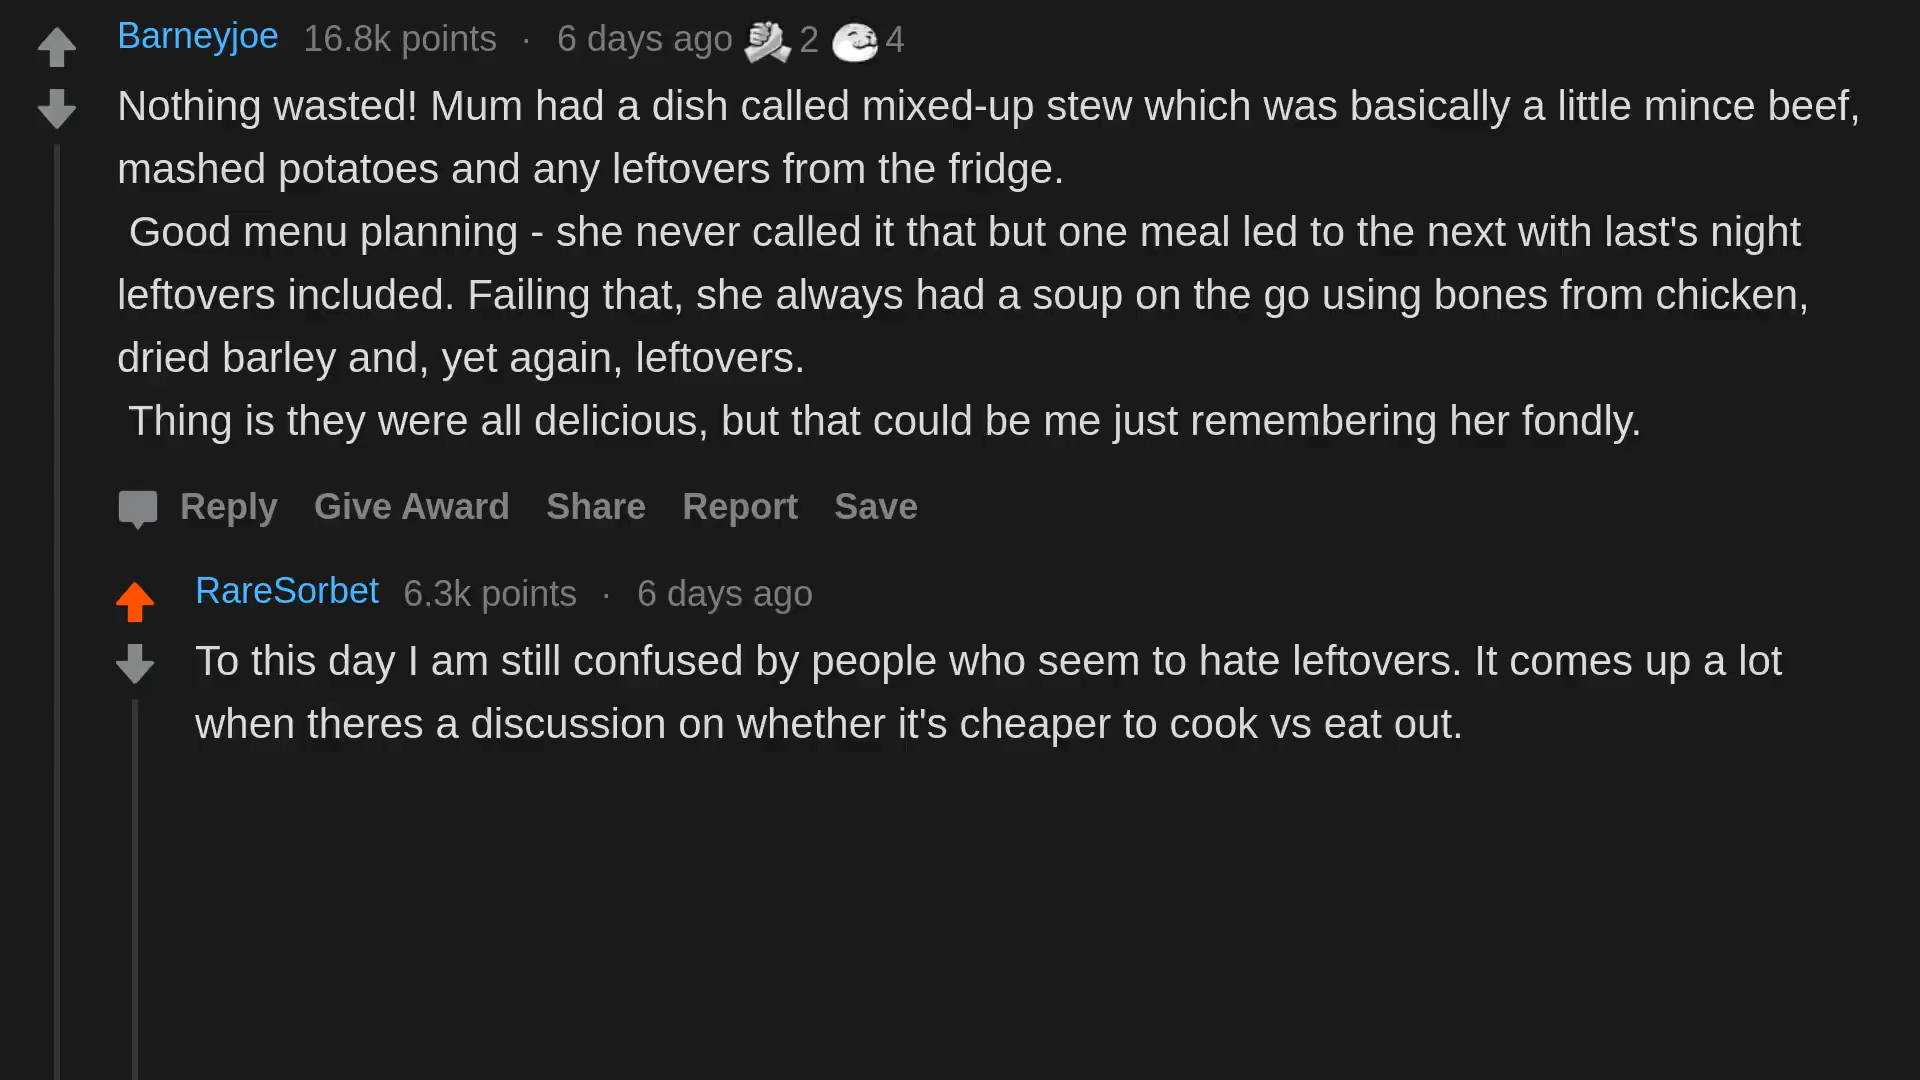 Barneyjoe 16.8k points · 6 days ago 2 4
Nothing wasted! Mum had a dish called mixed-up stew which was basically a little mince beef,
mashed potatoes and any leftovers from the fridge.
Good menu planning - she never called it that but one meal led to the next with last's night
leftovers included. Failing that, she always had a soup on the go using bones from chicken,
dried barley and, yet again, leftovers.
Thing is they were all delicious, but that could be me just remembering her fondly.
Reply Give Award Share Report Save
RareSorbet 6.3k points · 6 days ago
To this day I am still confused by people who seem to hate leftovers. It comes up a lot
when theres a discussion on whether it's cheaper to cook vs eat out.